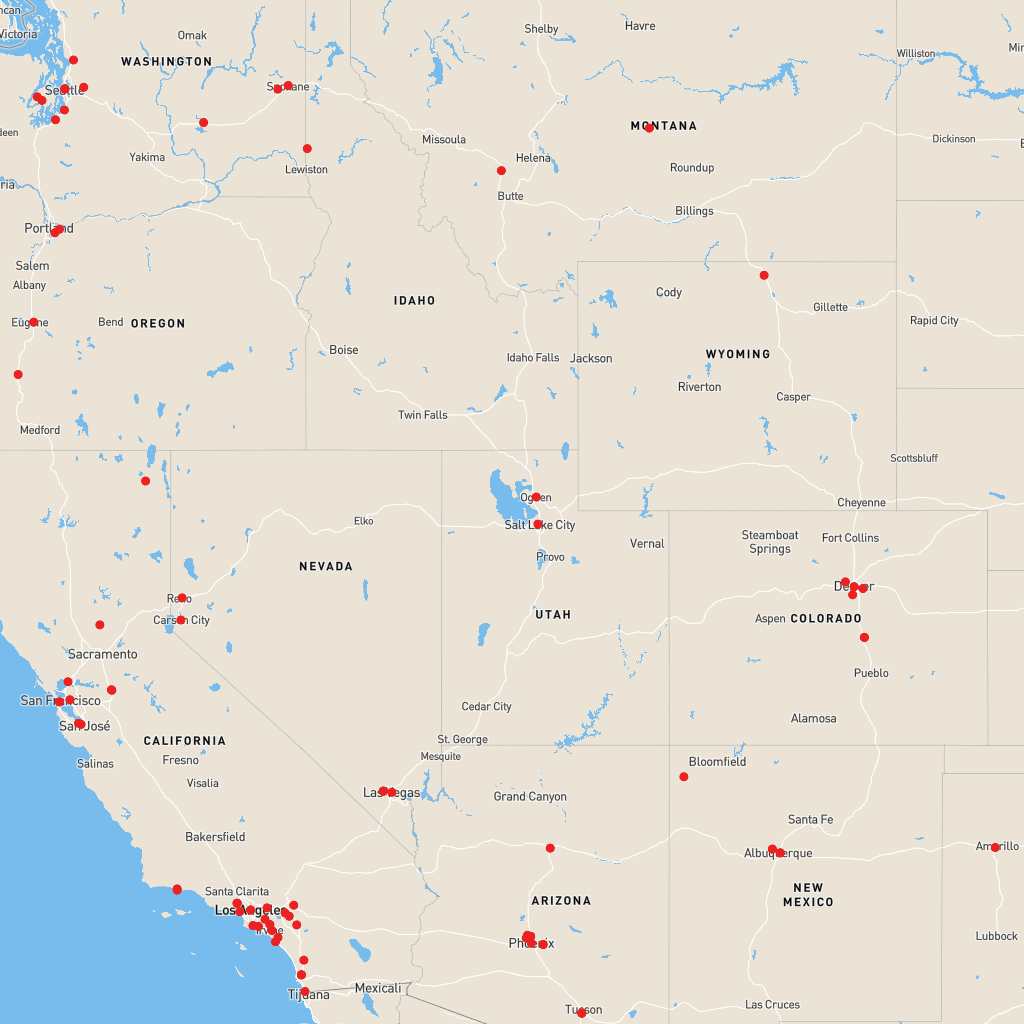 Shelby
Havre
Victoria
Omak
WASHINGTON
Williston
Seattle
Spokane
MONTANA
Missoula
Dickinson
Yakima
Helena
Lewiston
Roundup
Butte
Billings
Portland
Salem
Albany
Cody
IDAHO
Gillette
Eugene
Bend
OREGON
Rapid City
Boise
WYOMING
Idaho Falls
Jackson
Riverton
Casper
Twin Falls
Medford
Scottsbluff
Ogden
Cheyenne
Elko
Salt Lake City
Steamboat
Springs
Fort Collins
Vernal
Provo
NEVADA
Denver
Reno
UTAH
Carson City
Aspen
COLORADO
Sacramento
Pueblo
San Francisco
Cedar City
San José
Alamosa
CALIFORNIA
St. George
Mesquite
Fresno
Salinas
Bloomfield
Visalia
Las Vegas
Grand Canyon
Santa Fe
Bakersfield
Albuquerque
Amarillo
Santa Clarita
NEW
MEXICO
ARIZONA
Los Angeles
Irvine
Lubbock
Phoenix
Mexicali
Tijuana
Las Cruces
Tucson